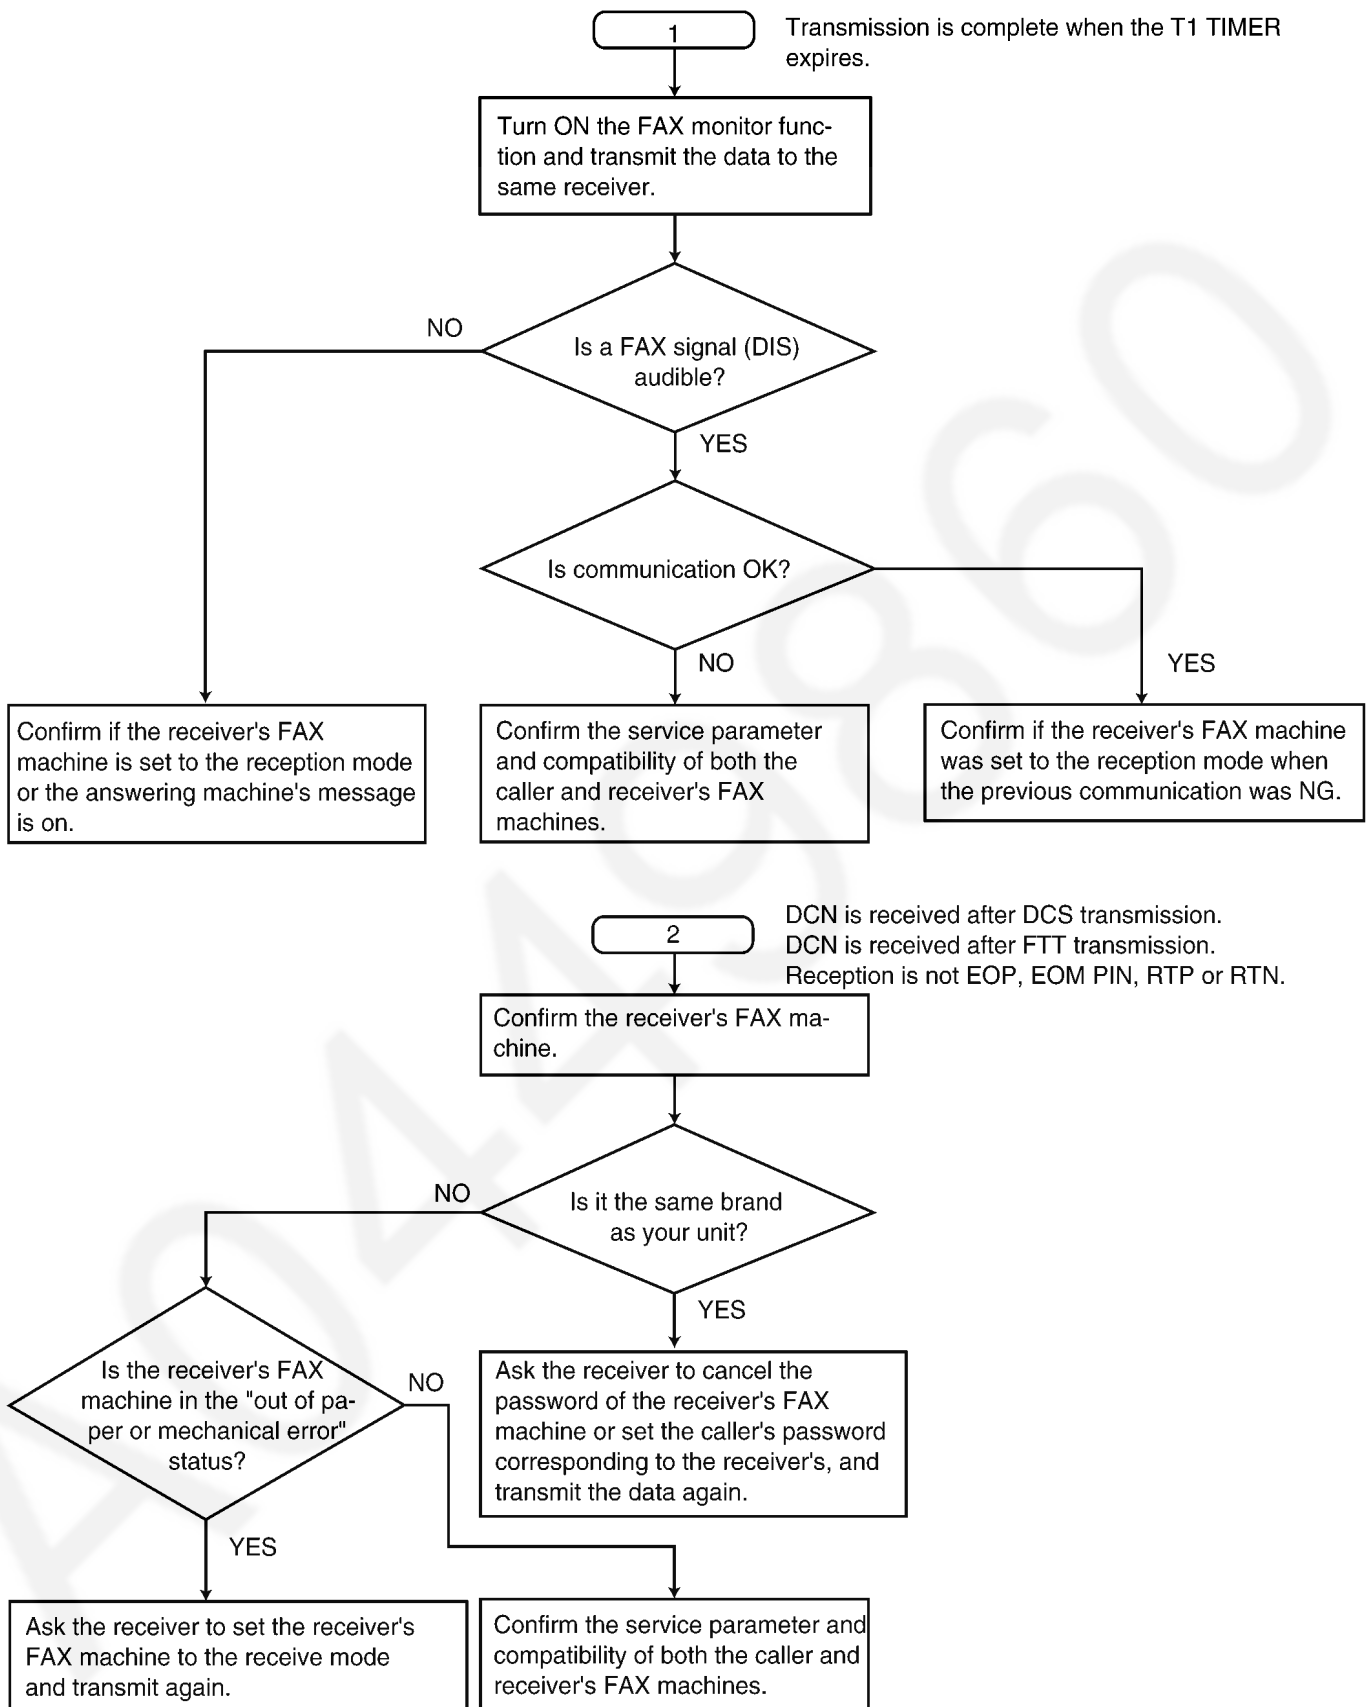 1
Transmission is complete when the T1 TIMER
expires.
Turn ON the FAX monitor func-
tion and transmit the data to the
same receiver.
NO
Is a FAX signal (DIS)
audible?
YES
Is communication OK?
NO
YES
Confirm if the receiver's FAX
machine is set to the reception mode
or the answering machine's message
is on.
Confirm the service parameter
and compatibility of both the
caller and receiver's FAX
machines.
Confirm if the receiver's FAX machine
was set to the reception mode when
the previous communication was NG.
2
DCN is received after DCS transmission.
DCN is received after FTT transmission.
Reception is not EOP, EOM PIN, RTP or RTN.
Confirm the receiver's FAX ma-
chine.
NO
Is it the same brand
as your unit?
YES
Is the receiver's FAX
machine in the "out of pa-
per or mechanical error"
status?
NO
Ask the receiver to cancel the
password of the receiver's FAX
machine or set the caller's password
corresponding to the receiver's, and
transmit the data again.
YES
Ask the receiver to set the receiver's
FAX machine to the receive mode
and transmit again.
Confirm the service parameter and
compatibility of both the caller and
receiver's FAX machines.
A04449860